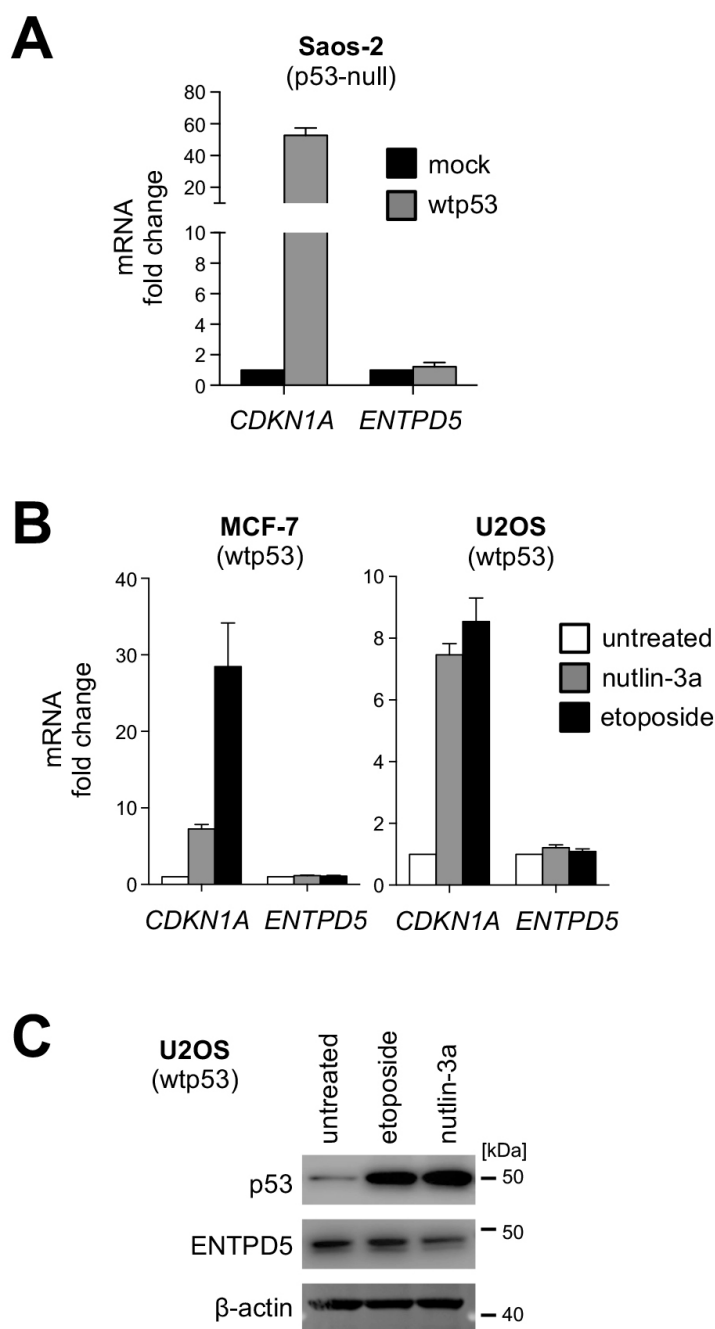 A
Saos-2
(p53-null)
80
60
40
20
10
8
6
4
2
0
mRNA
fold change
mock
wtp53
CDKN1A ENTPD5
B
MCF-7
(wtp53)
U2OS
(wtp53)
40
30
20
10
0
mRNA
fold change
CDKN1A ENTPD5
10
8
6
4
2
0
CDKN1A ENTPD5
untreated
nutlin-3a
etoposide
C
U2OS
(wtp53)
untreated
etoposide
nutlin-3a
[kDa]
p53
50
ENTPD5
50
β-actin
40